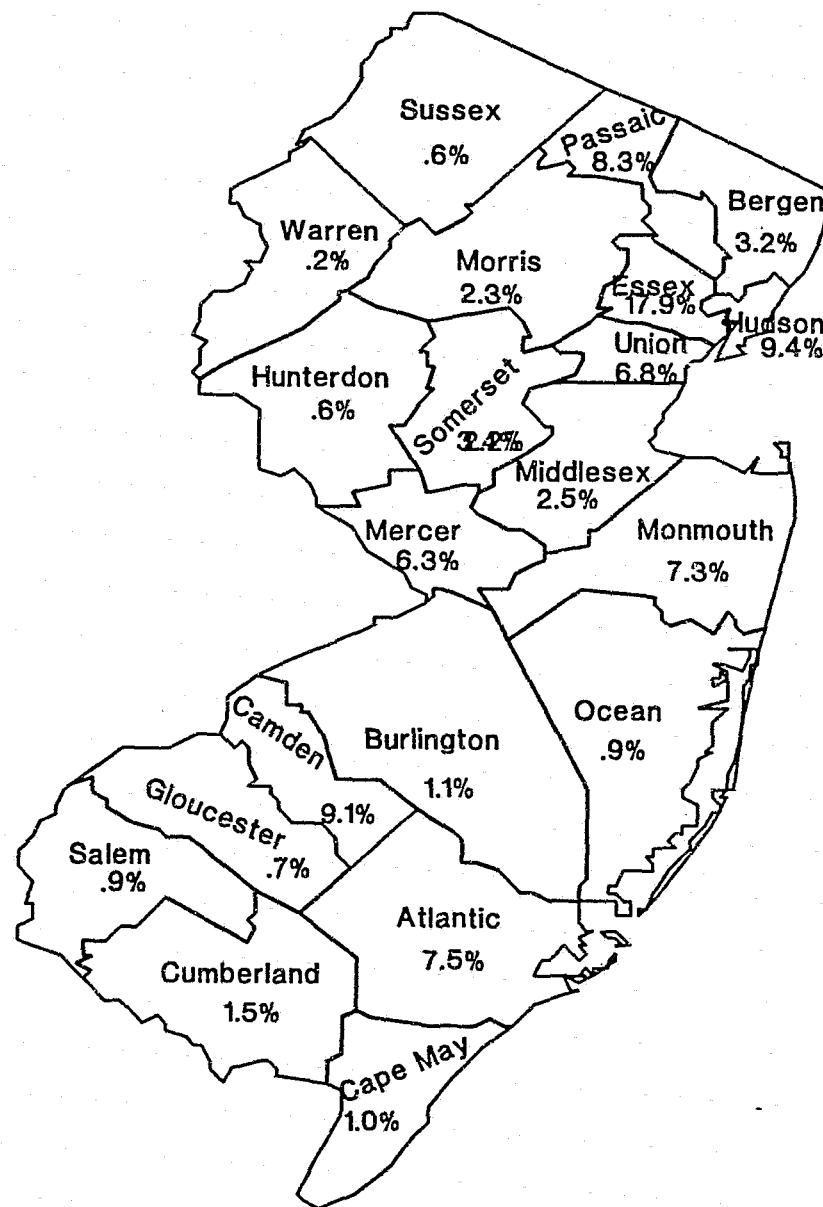 Sussex
.6%
Passaic
8.3%
Bergen
3.2%
Warren
.2%
Morris
2.3%
Essex
17.9%
Hudson
9.4%
Union
6.8%
Hunterdon
.6%
Somerset
Middlesex
2.5%
Mercer
6.3%
Monmouth
7.3%
Ocean
.9%
Camden
9.1%
Burlington
1.1%
Gloucester
.7%
Salem
.9%
Atlantic
7.5%
Cumberland
1.5%
Cape May
1.0%